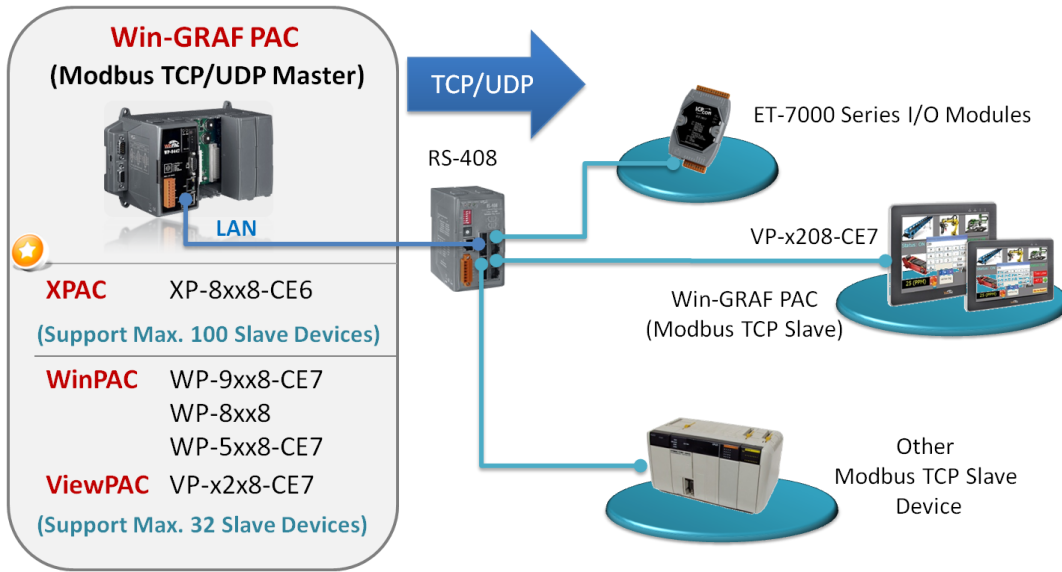 Win-GRAF PAC
(Modbus TCP/UDP Master)
TCP/UDP
LAN
RS-408
ET-7000 Series I/O Modules
VP-x208-CE7
Win-GRAF PAC
(Modbus TCP Slave)
Other
Modbus TCP Slave
Device
XPAC XP-8xx8-CE6
(Support Max. 100 Slave Devices)
WinPAC WP-9xx8-CE7
WP-8xx8
WP-5xx8-CE7
ViewPAC VP-x2x8-CE7
(Support Max. 32 Slave Devices)